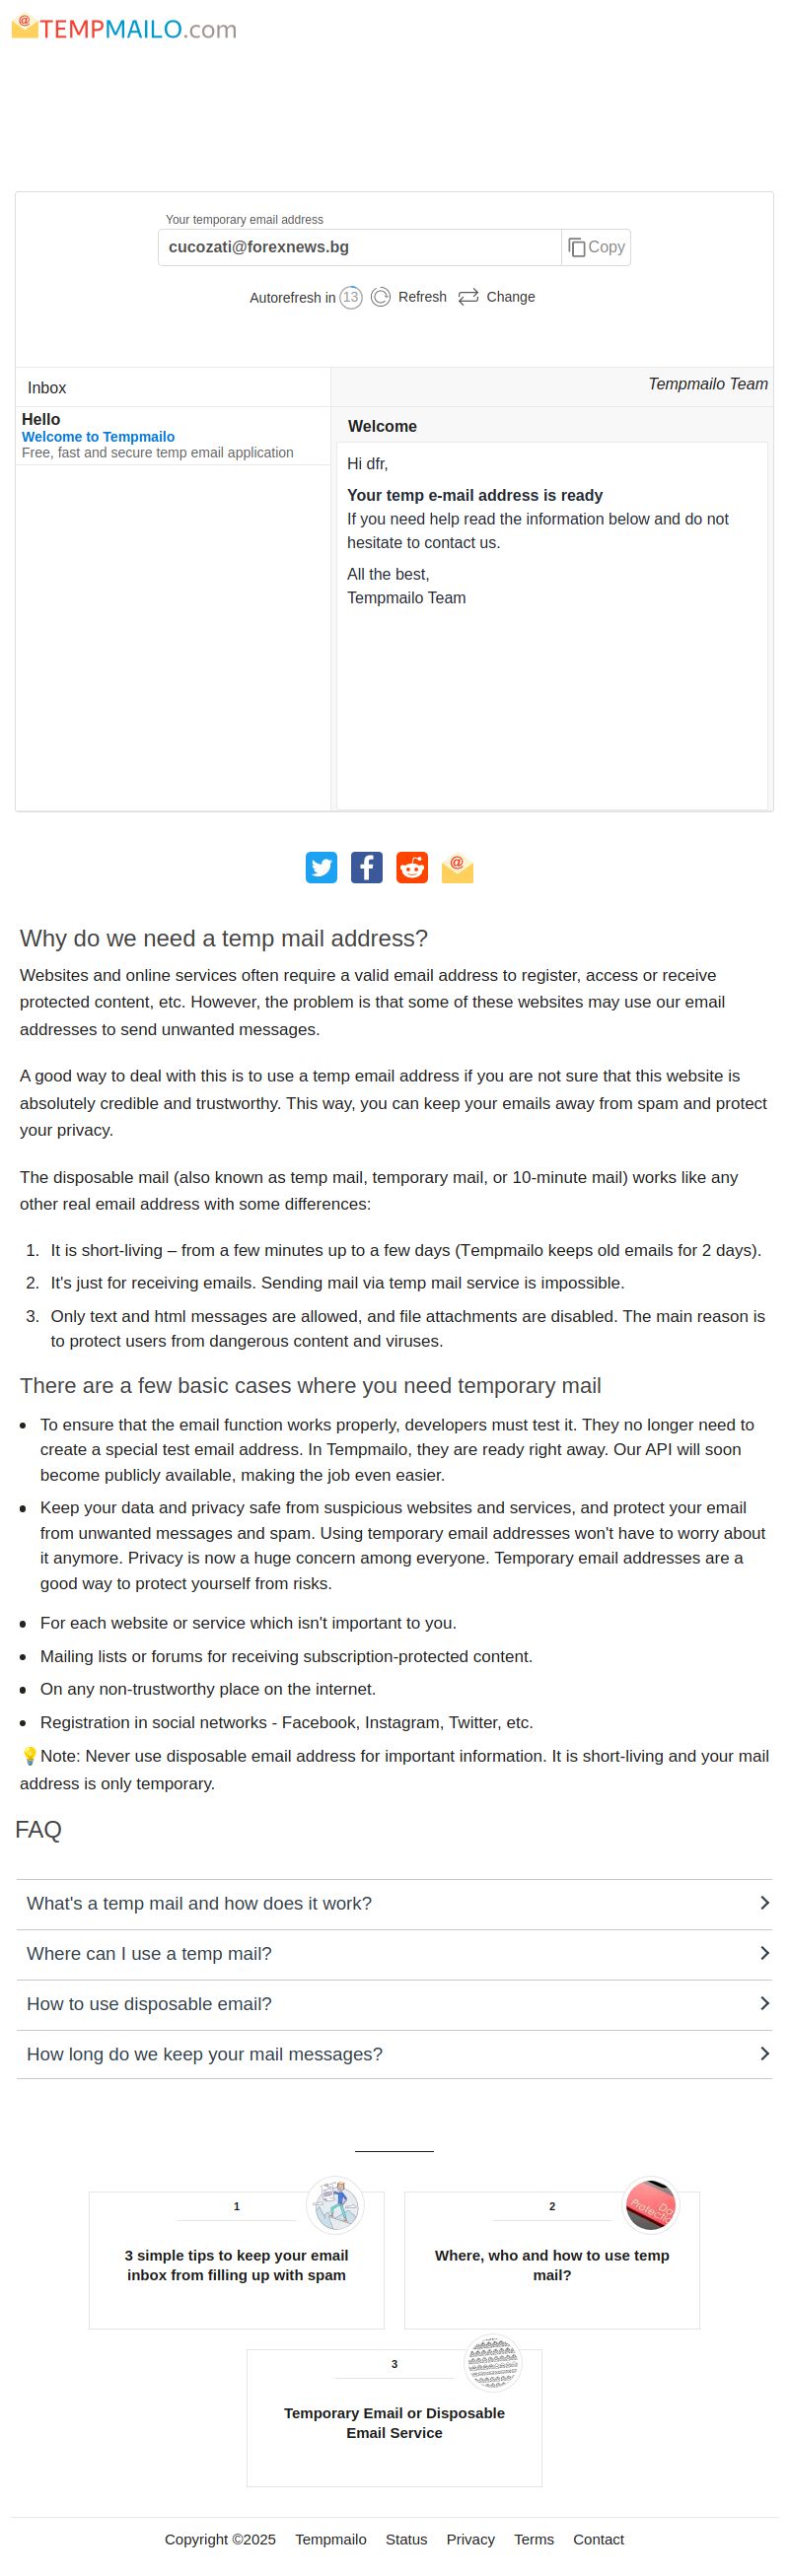 TEMPMAILO.com
Your temporary email address
cucozati@forexnews.bg
Copy
Autorefresh in 13 Refresh Change
Inbox
Tempmailo Team
Hello
Welcome to Tempmailo
Free, fast and secure temp email application
Welcome
Hi dfr,
Your temp e-mail address is ready
If you need help read the information below and do not
hesitate to contact us.
All the best,
Tempmailo Team
Why do we need a temp mail address?
Websites and online services often require a valid email address to register, access or receive
protected content, etc. However, the problem is that some of these websites may use our email
addresses to send unwanted messages.
A good way to deal with this is to use a temp email address if you are not sure that this website is
absolutely credible and trustworthy. This way, you can keep your emails away from spam and protect
your privacy.
The disposable mail (also known as temp mail, temporary mail, or 10-minute mail) works like any
other real email address with some differences:
1. It is short-living – from a few minutes up to a few days (Tempmailo keeps old emails for 2 days).
2. It's just for receiving emails. Sending mail via temp mail service is impossible.
3. Only text and html messages are allowed, and file attachments are disabled. The main reason is
to protect users from dangerous content and viruses.
There are a few basic cases where you need temporary mail
• To ensure that the email function works properly, developers must test it. They no longer need to
create a special test email address. In Tempmailo, they are ready right away. Our API will soon
become publicly available, making the job even easier.
• Keep your data and privacy safe from suspicious websites and services, and protect your email
from unwanted messages and spam. Using temporary email addresses won't have to worry about
it anymore. Privacy is now a huge concern among everyone. Temporary email addresses are a
good way to protect yourself from risks.
• For each website or service which isn't important to you.
• Mailing lists or forums for receiving subscription-protected content.
• On any non-trustworthy place on the internet.
• Registration in social networks - Facebook, Instagram, Twitter, etc.
💡Note: Never use disposable email address for important information. It is short-living and your mail
address is only temporary.
FAQ
What's a temp mail and how does it work?
Where can I use a temp mail?
How to use disposable email?
How long do we keep your mail messages?
1
3 simple tips to keep your email
inbox from filling up with spam
2
Where, who and how to use temp
mail?
3
Temporary Email or Disposable
Email Service
Copyright ©2025 Tempmailo Status Privacy Terms Contact